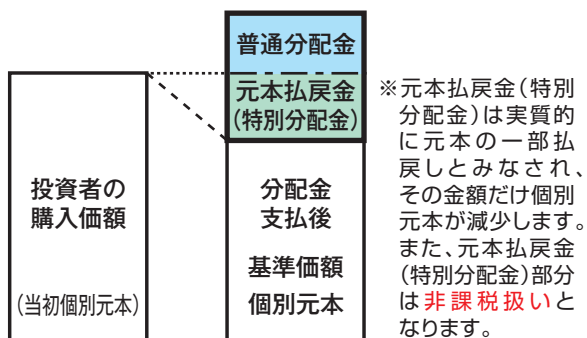 普通分配金
元本払戻金
(特別分配金)
投資者の
購入価額
(当初個別元本)
分配金
支払後
基準価額
個別元本
※元本払戻金(特別
分配金)は実質的
に元本の一部払
戻しとみなされ、
その金額だけ個別
元本が減少します。
また、元本払戻金
(特別分配金)部分
は非課税扱いと
なります。